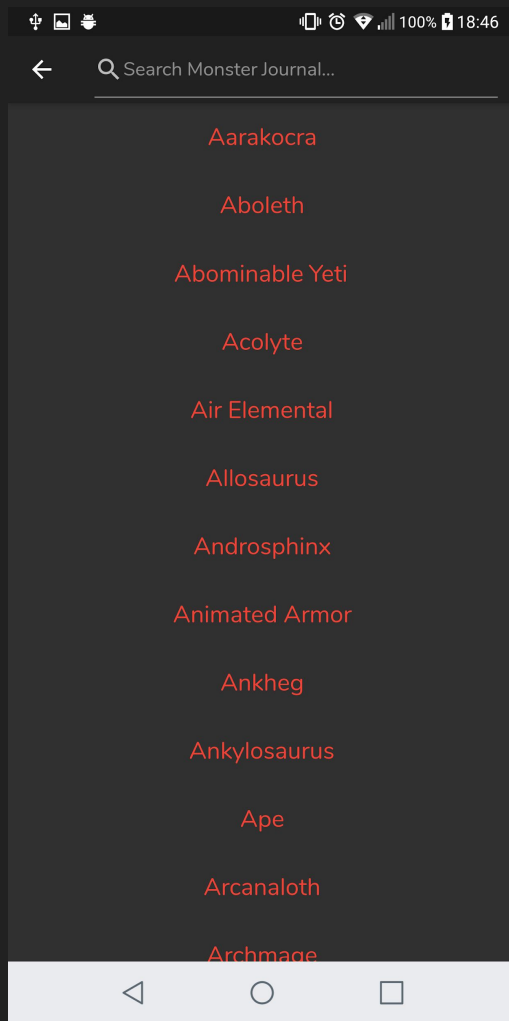 100% 18:46
Search Monster Journal...
Aarakocra
Aboleth
Abominable Yeti
Acolyte
Air Elemental
Allosaurus
Androsphinx
Animated Armor
Ankheg
Ankylosaurus
Ape
Arcanaloth
Archmage